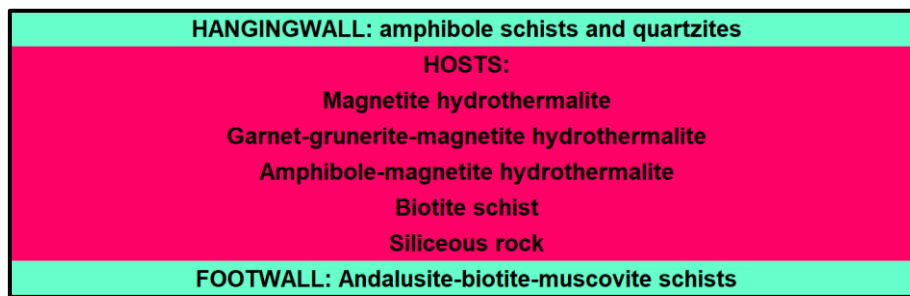 HANGINGWALL: amphibole schists and quartzites
HOSTS:
Magnetite hydrothermalite
Garnet-grunerite-magnetite hydrothermalite
Amphibole-magnetite hydrothermalite
Biotite schist
Siliceous rock
FOOTWALL: Andalusite-biotite-muscovite schists